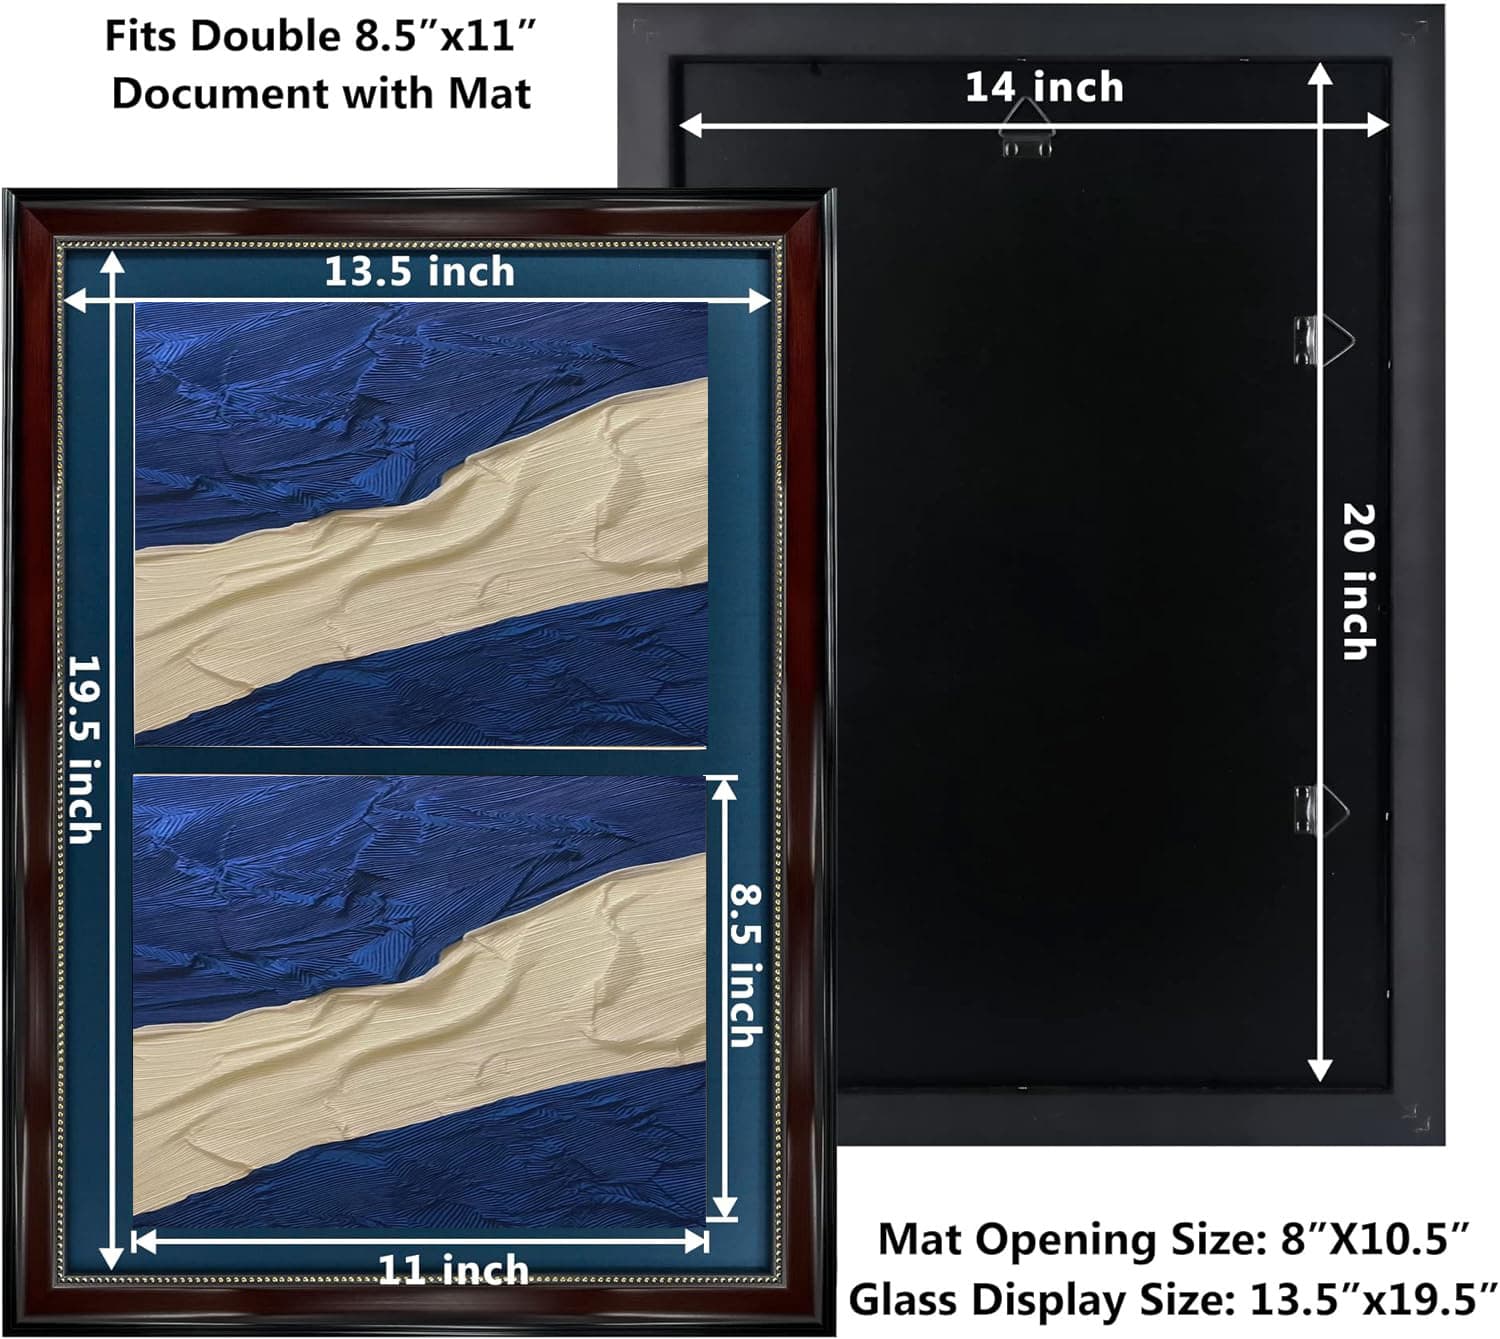 Fits Double 8.5”x11”
Document with Mat
14 inch
13.5 inch
20 inch
19.5 inch
8.5 inch
11 inch
Mat Opening Size: 8”X10.5”
Glass Display Size: 13.5”x19.5”